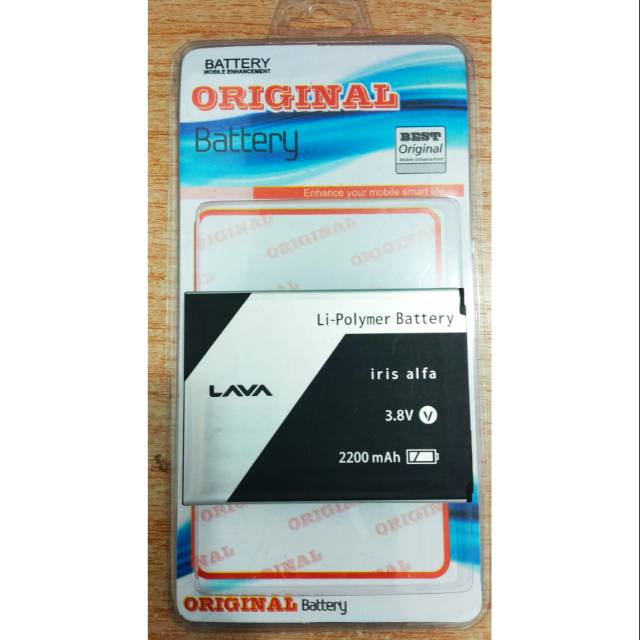 BATTERY
MOBILE ENHANCEMENT
ORIGINAL
Battery
BEST
Original
Mobile Enhancement
Enhance your mobile smart life
ORIGINAL
ORIGINAL
ORIGINAL
Li-Polymer Battery
iris alfa
LAVA
3.8V V
2200 mAh
ORIGINAL
ORIGINAL
ORIGINAL Battery